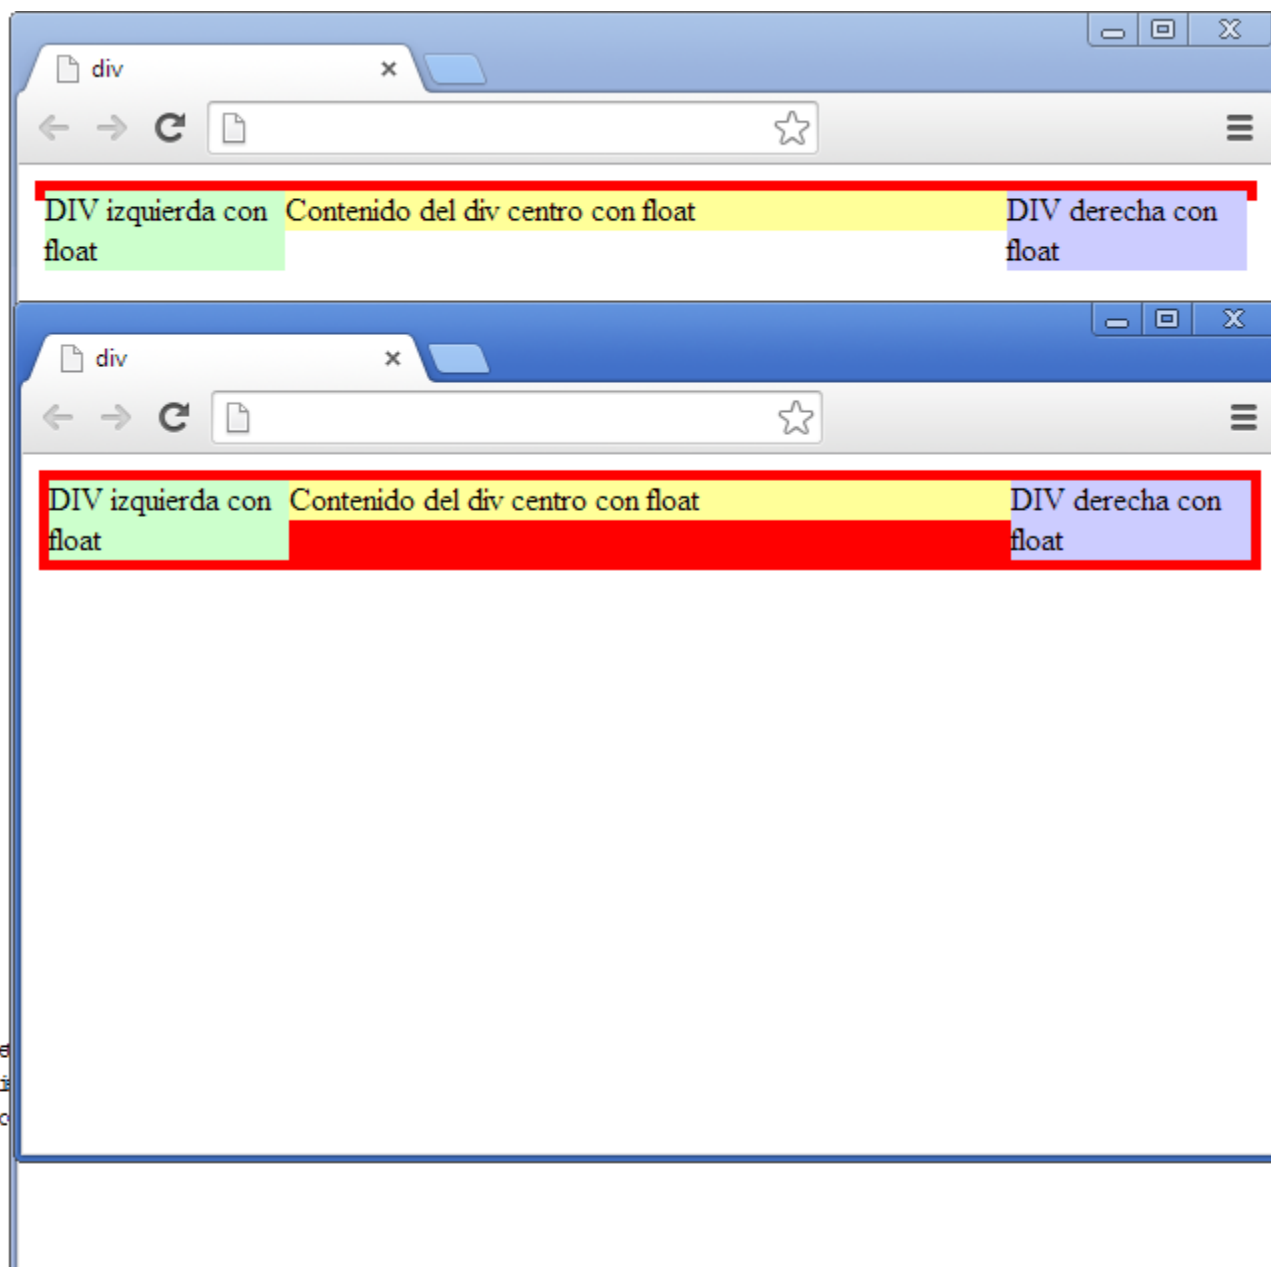 div
DIV izquierda con
float
Contenido del div centro con float
DIV derecha con
float
div
DIV izquierda con
float
Contenido del div centro con float
DIV derecha con
float